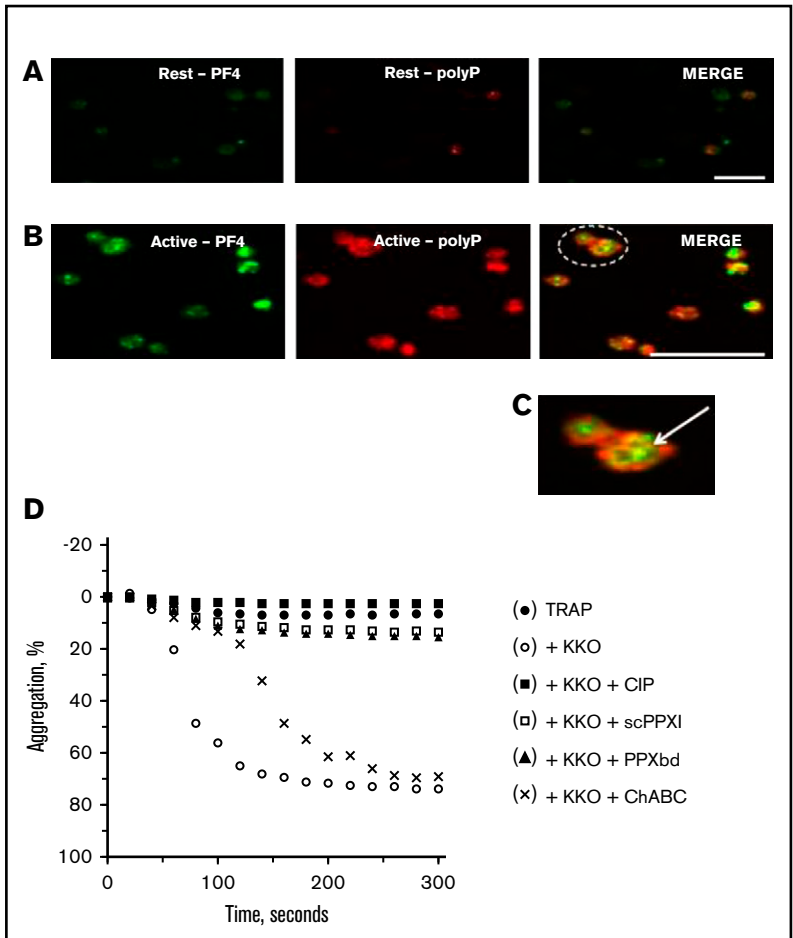 A
Rest – PF4
Rest – polyP
MERGE
B
Active – PF4
Active – polyP
MERGE
C
D
Aggregation, %
-20
0
20
40
60
80
100
0
100
200
300
Time, seconds
(●) TRAP
(○) + KKO
(■) + KKO + CIP
(□) + KKO + scPPXI
(▲) + KKO + PPXbd
(×) + KKO + ChABC